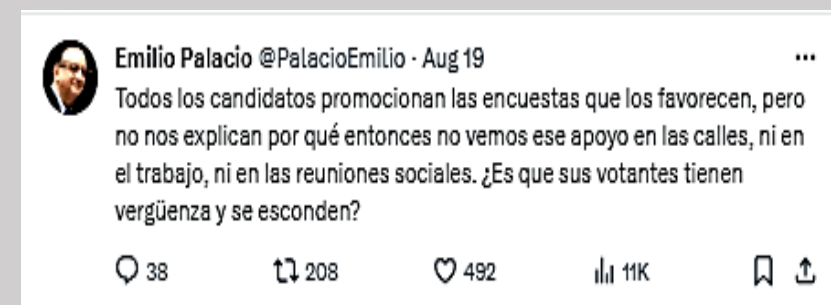 Emilio Palacio @PalacioEmilio · Aug 19
Todos los candidatos promocionan las encuestas que los favorecen, pero
no nos explican por qué entonces no vemos ese apoyo en las calles, ni en
el trabajo, ni en las reuniones sociales. ¿Es que sus votantes tienen
vergüenza y se esconden?
38 208 492 11K